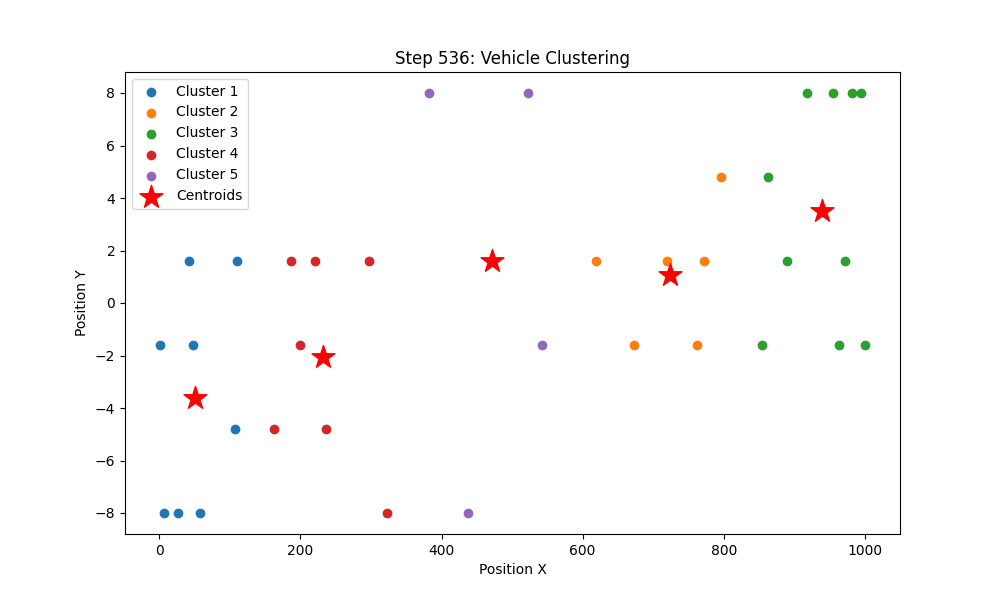 Step 536: Vehicle Clustering
Cluster 1
Cluster 2
Cluster 3
Cluster 4
Cluster 5
Centroids
Position Y
8
6
4
2
0
−2
−4
−6
−8
0 200 400 600 800 1000
Position X